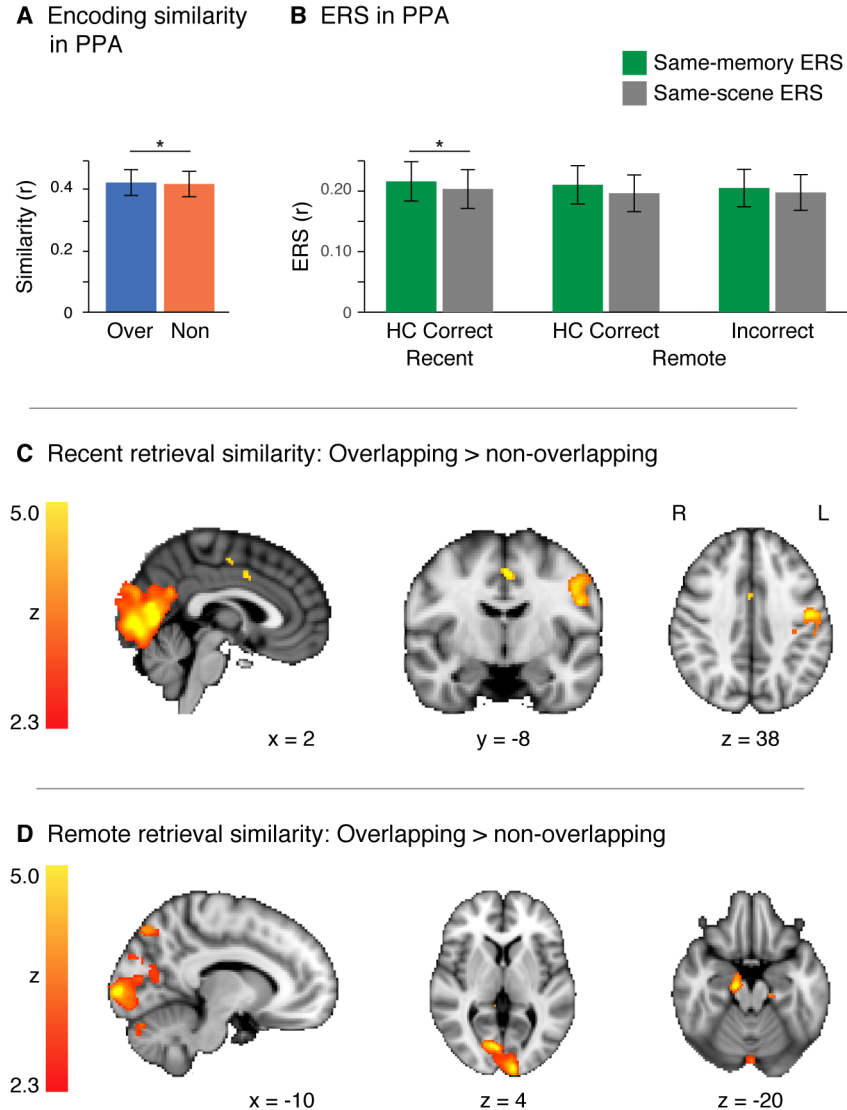 A Encoding similarity
in PPA
B ERS in PPA
Same-memory ERS
Same-scene ERS
Similarity (r)
0.4
0.2
0
*
Over Non
ERS (r)
0.20
0.10
0
*
HC Correct HC Correct Incorrect
Recent Remote
C Recent retrieval similarity: Overlapping > non-overlapping
5.0
z
2.3
R L
x = 2 y = -8 z = 38
D Remote retrieval similarity: Overlapping > non-overlapping
5.0
z
2.3
x = -10 z = 4 z = -20